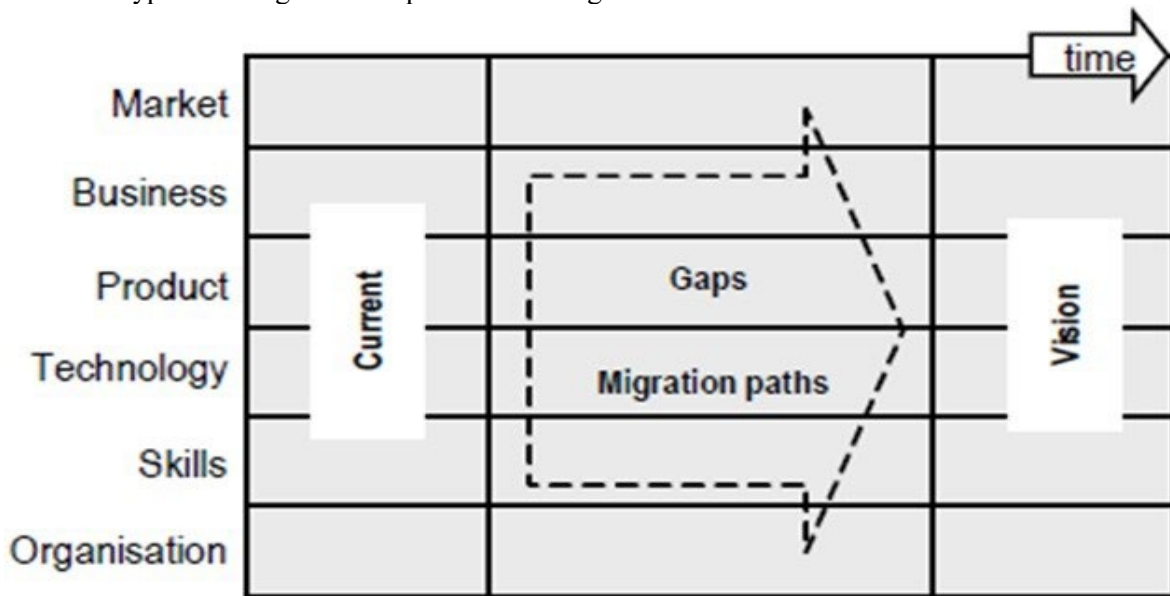 time
Market
Business
Product
Technology
Skills
Organisation
Current
Gaps
Migration paths
Vision